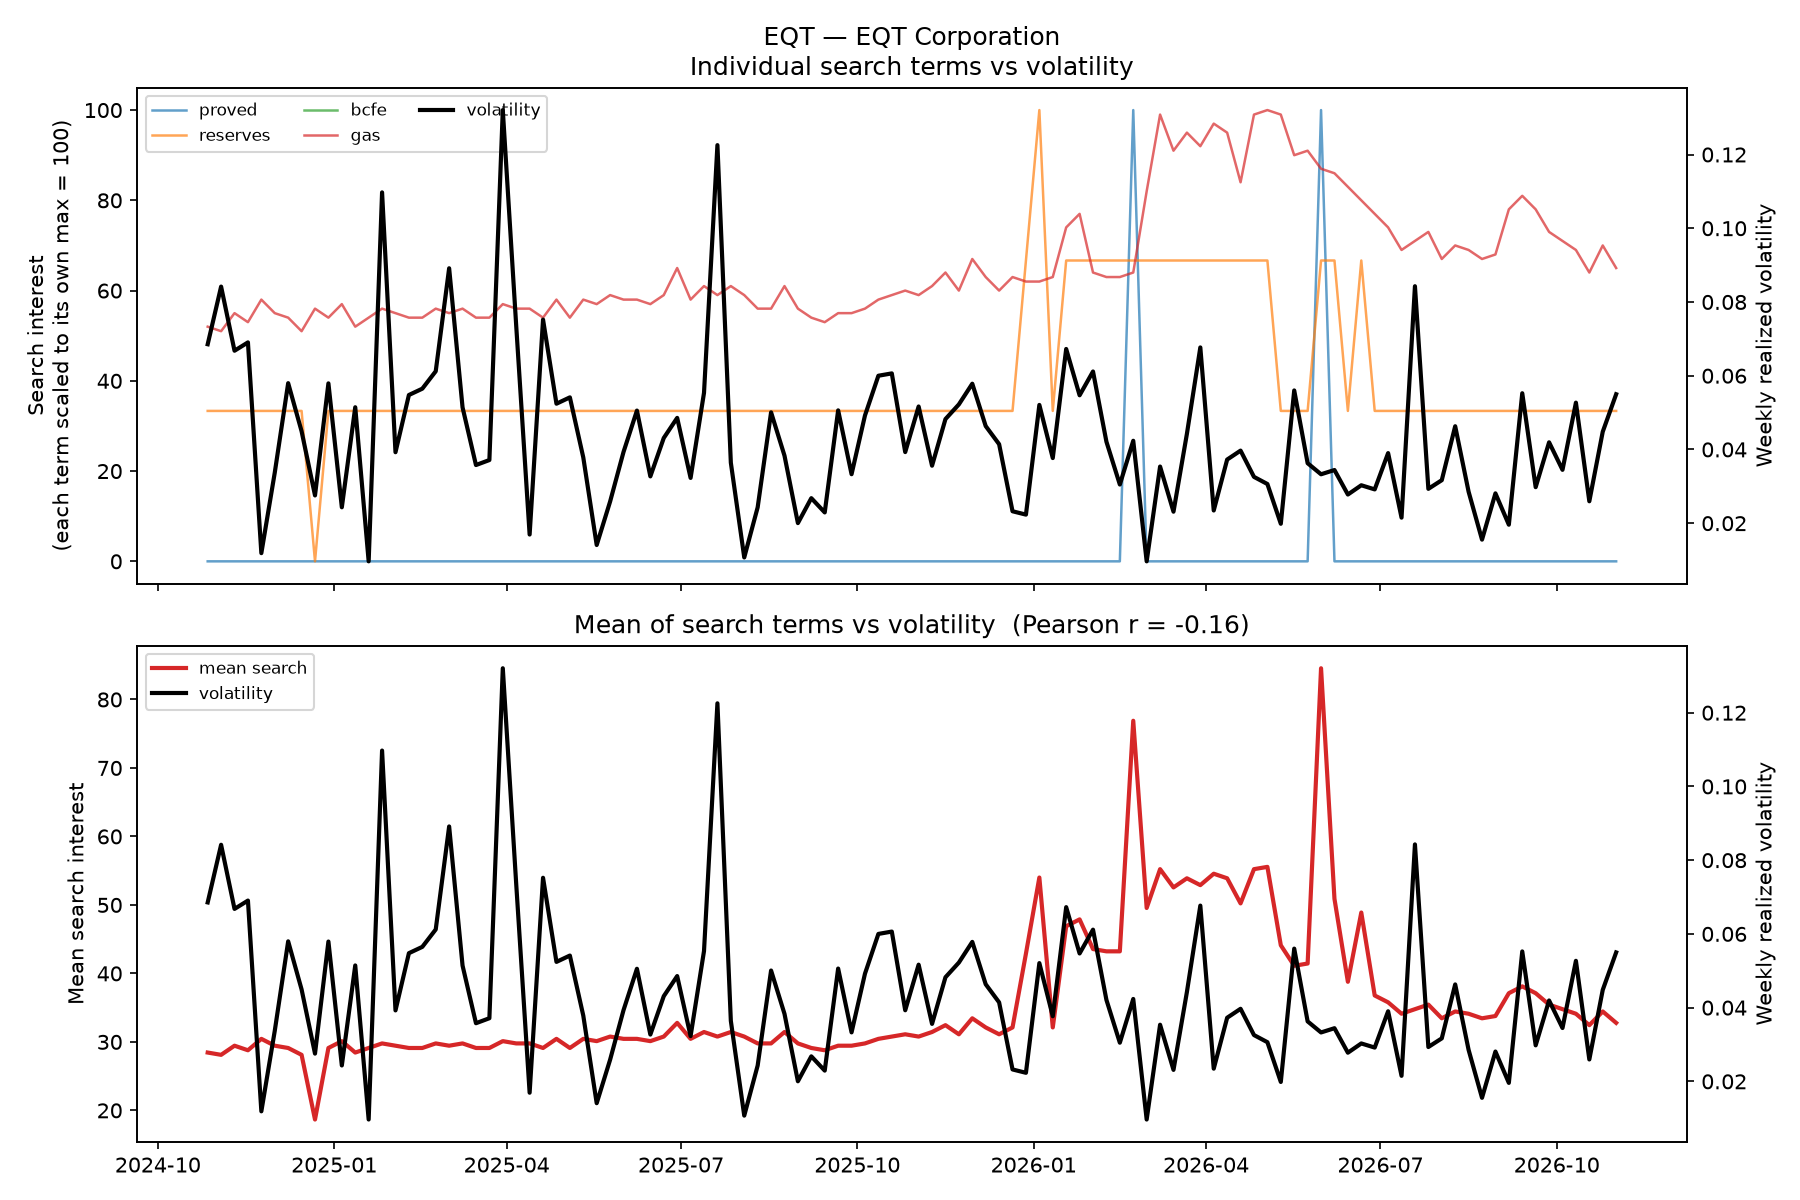 EQT — EQT Corporation
Individual search terms vs volatility
proved
reserves
bcfe
gas
volatility
Search interest
(each term scaled to its own max = 100)
100
80
60
40
20
0
0.12
0.10
0.08
0.06
0.04
0.02
Weekly realized volatility
Mean of search terms vs volatility (Pearson r = -0.16)
mean search
volatility
Mean search interest
80
70
60
50
40
30
20
0.12
0.10
0.08
0.06
0.04
0.02
Weekly realized volatility
2024-10 2025-01 2025-04 2025-07 2025-10 2026-01 2026-04 2026-07 2026-10